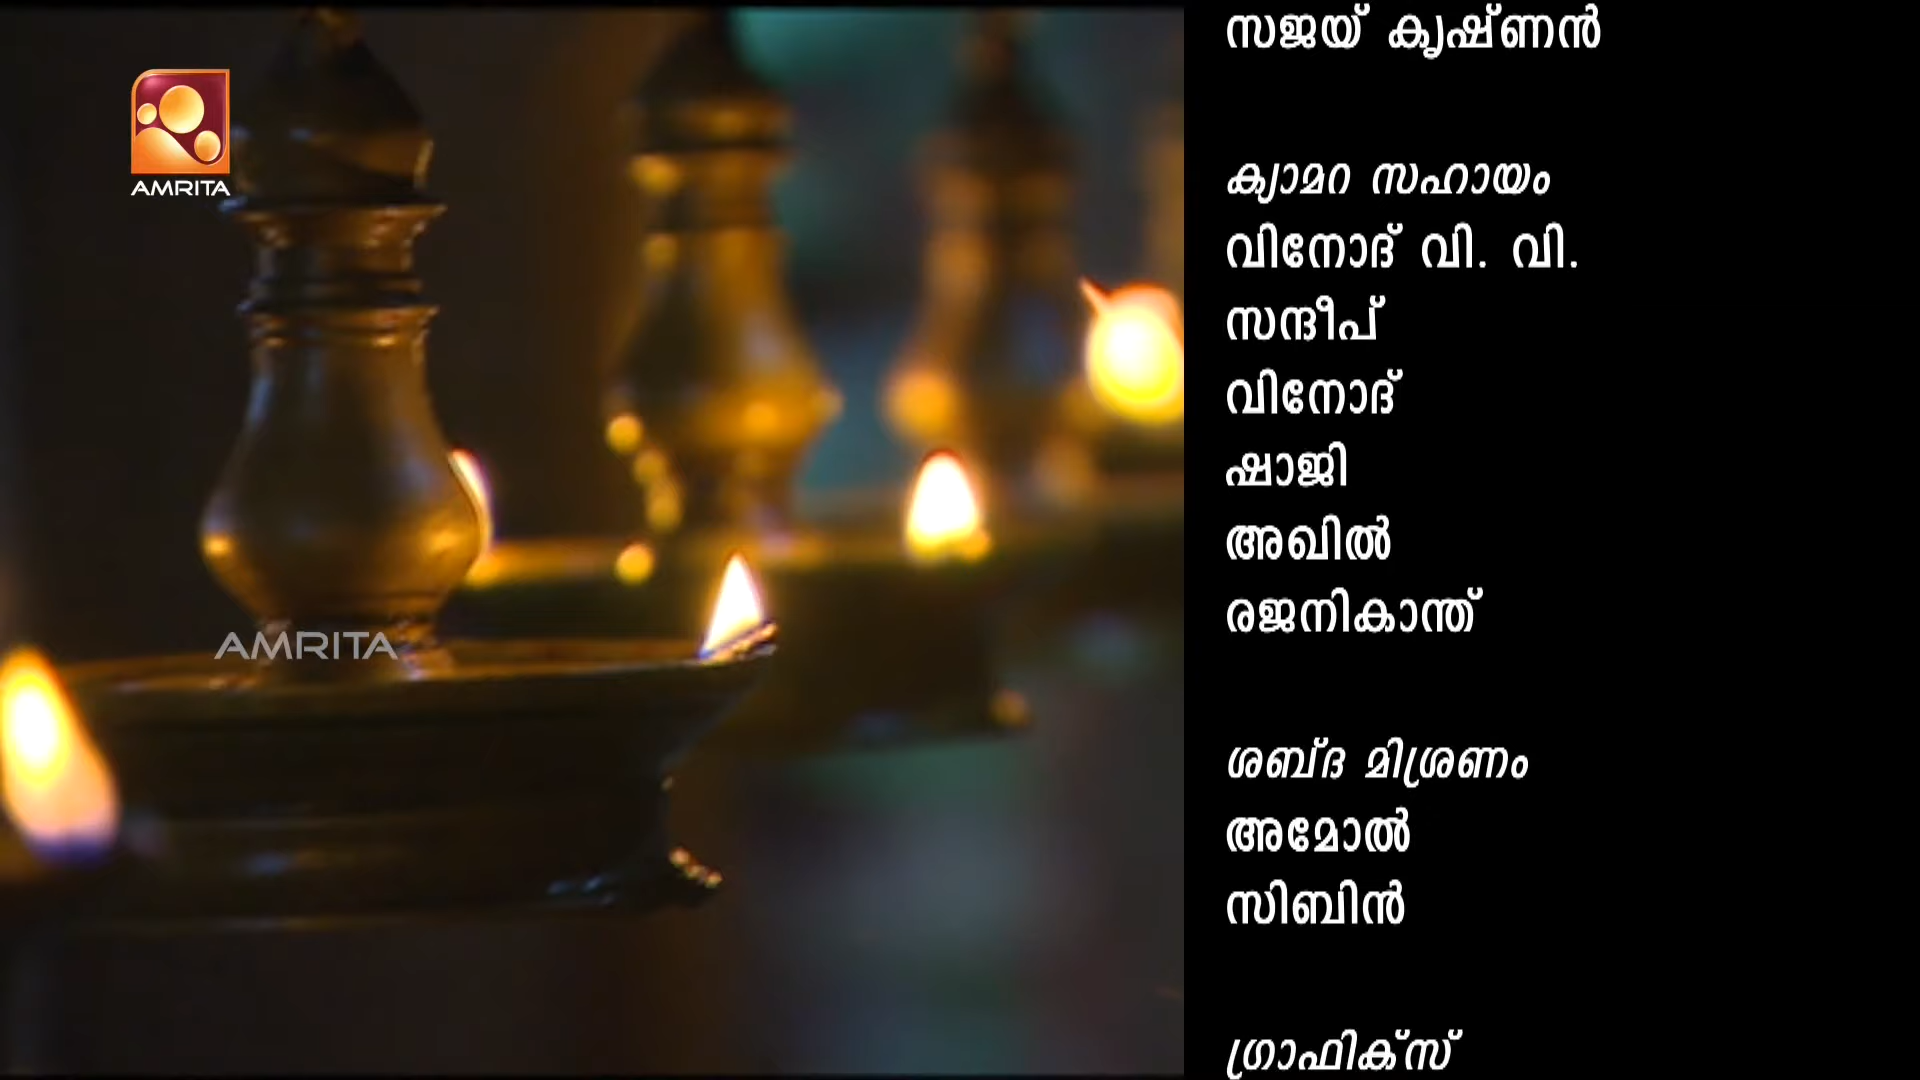 AMRITA
AMRITA
സജയ് കൃഷ്ണൻ
ക്യാമറ സഹായം
വിനോദ് വി. വി.
സന്ദീപ്
വിനോദ്
ഷാജി
അഖിൽ
രജനികാന്ത്
ശബ്ദ മിശ്രണം
അമോൽ
സിബിൻ
ഗ്രാഫിക്സ്